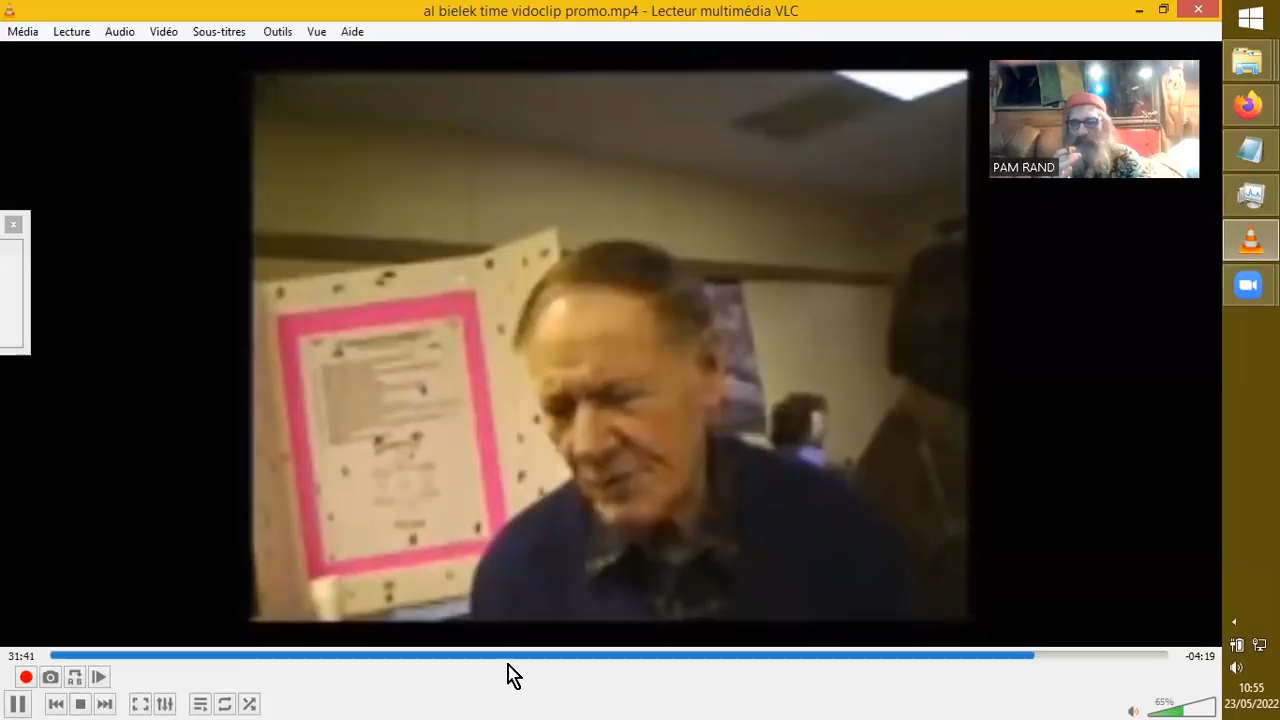 al bielek time vidoclip promo.mp4 - Lecteur multimédia VLC
Média Lecture Audio Vidéo Sous-titres Outils Vue Aide
PAM RAND
31:41
-04:19
65%
10:55
23/05/2022